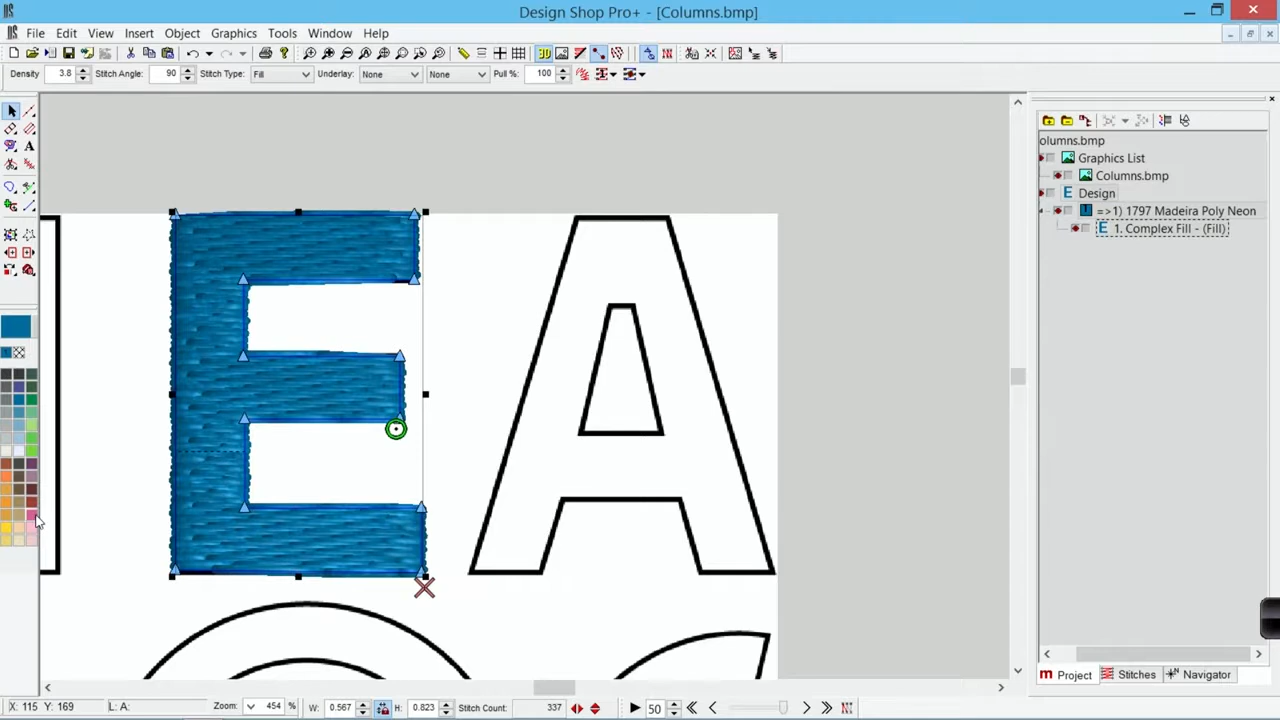 Design Shop Pro+ - [Columns.bmp]
File Edit View Insert Object Graphics Tools Window Help
3D
Density 3.8 Stitch Angle: 90 Stitch Type: Fill Underlay: None None Pull %: 100
olumns.bmp
Graphics List
Columns.bmp
E Design
=>1) 1797 Madeira Poly Neon
E 1. Complex Fill - (Fill)
E A
m Project Stitches Navigator
X: 115 Y: 169 L: A: Zoom: 454 % W: 0.567 H: 0.823 Stitch Count: 337 50